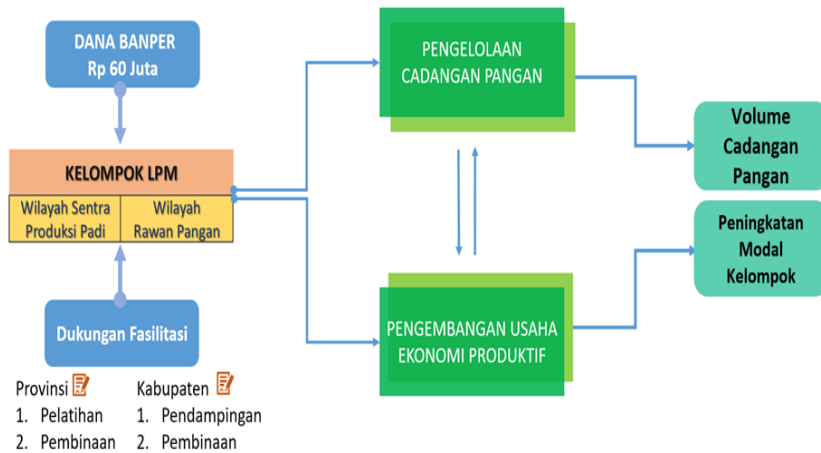 DANA BANPER
Rp 60 Juta
KELOMPOK LPM
Wilayah Sentra
Produksi Padi
Wilayah
Rawan Pangan
Dukungan Fasilitasi
Provinsi
1. Pelatihan
2. Pembinaan
Kabupaten
1. Pendampingan
2. Pembinaan
PENGELOLAAN
CADANGAN PANGAN
PENGEMBANGAN USAHA
EKONOMI PRODUKTIF
Volume
Cadangan
Pangan
Peningkatan
Modal
Kelompok